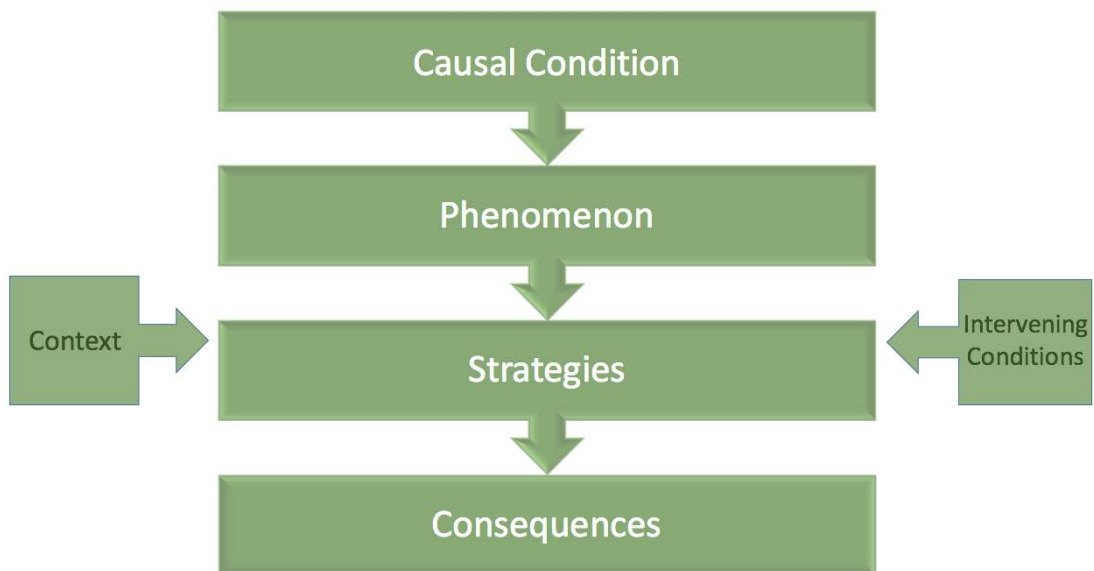 Causal Condition
Phenomenon
Context
Strategies
Intervening
Conditions
Consequences